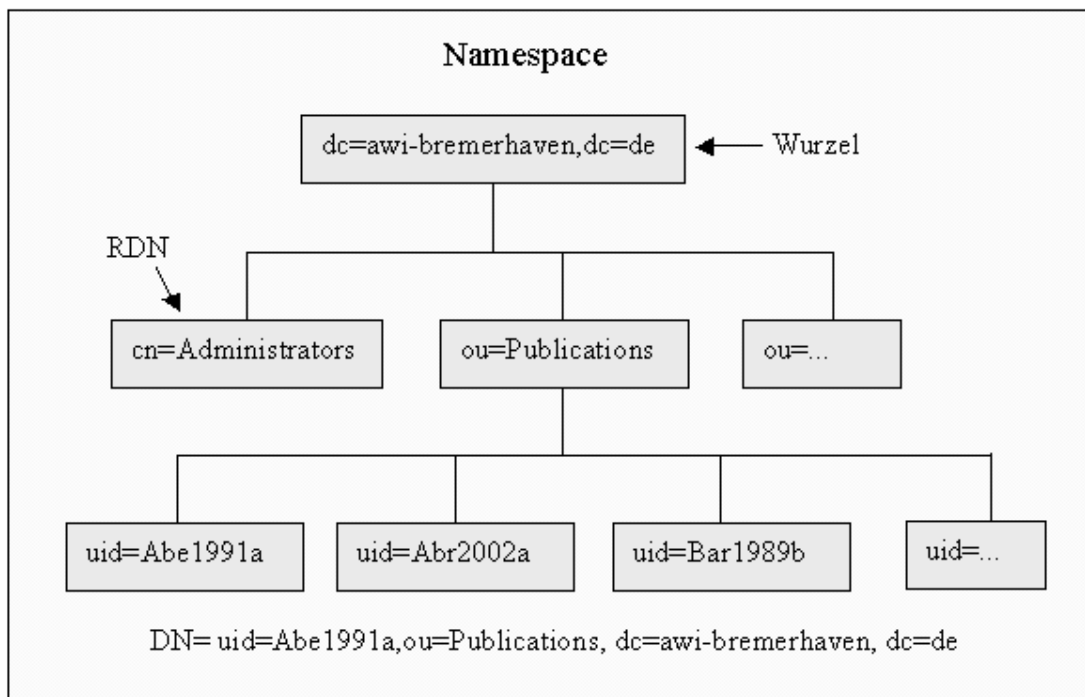 Namespace
dc=awi-bremerhaven,dc=de
Wurzel
RDN
cn=Administrators
ou=Publications
ou=...
uid=Abe1991a
uid=Abr2002a
uid=Bar1989b
uid=...
DN= uid=Abe1991a,ou=Publications, dc=awi-bremerhaven, dc=de